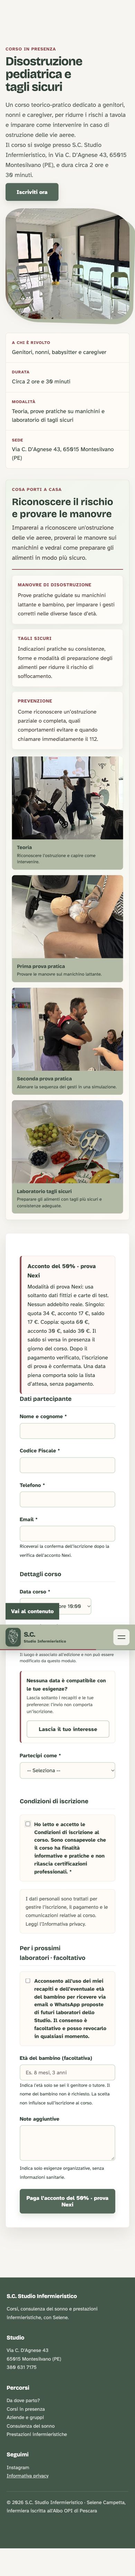 CORSO IN PRESENZA
Disostruzione
pediatrica e
tagli sicuri
Un corso teorico-pratico dedicato a genitori,
nonni e caregiver, per ridurre i rischi a tavola
e imparare come intervenire in caso di
ostruzione delle vie aeree.
Il corso si svolge presso S.C. Studio
Infermieristico, in Via C. D'Agnese 43, 65015
Montesilvano, e dura circa 2 ore e
30 minuti.
Iscriviti ora
A CHI È RIVOLTO
Genitori, nonni, babysitter e caregiver
DURATA
Circa 2 ore e 30 minuti
MODALITÀ
Teoria, prove pratiche su manichini e
laboratorio di tagli sicuri
SEDE
Via C. D'Agnese 43, 65015 Montesilvano
(PE)
COSA PORTI A CASA
Riconoscere il rischio
e provare le manovre
Imparerai a riconoscere un'ostruzione
delle vie aeree, proverai le manovre sui
manichini e vedrai come preparare gli
alimenti in modo più sicuro.
MANOVRE DI DISOSTRUZIONE
Prove pratiche guidate su manichini
lattante e bambino, per imparare i gesti
corretti nelle diverse fasce d'età.
TAGLI SICURI
Indicazioni pratiche su consistenze,
forme e modalità di preparazione degli
alimenti per ridurre il rischio di
soffocamento.
PREVENZIONE
Come riconoscere un'ostruzione
parziale o completa, quali
comportamenti evitare e quando
chiamare immediatamente il 112.
Teoria
Riconoscere l'ostruzione e capire come
intervenire.
Prima prova pratica
Provare le manovre sul manichino lattante.
Seconda prova pratica
Allenare la sequenza dei gesti in una simulazione.
Laboratorio tagli sicuri
Preparare gli alimenti con tagli più sicuri e
consistenze adeguate.
Acconto del 50% · prova
Nexi
Modalità di prova Nexi: usa
soltanto dati fittizi e carte di test.
Nessun addebito reale. Singolo:
quota 34 €, acconto 17 €, saldo
17 €. Coppia: quota 60 €,
acconto 30 €, saldo 30 €. Il
saldo si versa in presenza il
giorno del corso. Dopo il
pagamento verificato, l'iscrizione
di prova è confermata. Una data
piena comporta solo la lista
d'attesa, senza pagamento.
Dati partecipante
Nome e cognome *
Codice Fiscale *
Telefono *
Email *
Riceverai la conferma dell'iscrizione dopo la
verifica dell'acconto Nexi.
Dettagli corso
Data corso *
ore 10:00
Vai al contenuto
S.C.
Studio Infermieristico
Il luogo è associato all'edizione e non può essere
modificato da questo modulo.
Nessuna data è compatibile con
le tue esigenze?
Lascia soltanto i recapiti e le tue
preferenze: l'invio non comporta
un'iscrizione.
Lascia il tuo interesse
Partecipi come *
— Seleziona —
Condizioni di iscrizione
Ho letto e accetto le
Condizioni di iscrizione al
corso. Sono consapevole che
il corso ha finalità
informative e pratiche e non
rilascia certificazioni
professionali. *
I dati personali sono trattati per
gestire l'iscrizione, il pagamento e le
comunicazioni relative al corso.
Leggi l'informativa privacy.
Per i prossimi
laboratori · facoltativo
Acconsento all'uso dei miei
recapiti e dell'eventuale età
del bambino per ricevere via
email o WhatsApp proposte
di futuri laboratori dello
Studio. Il consenso è
facoltativo e posso revocarlo
in qualsiasi momento.
Età del bambino (facoltativa)
Es. 8 mesi, 3 anni
Indica l'età solo se sei il genitore o tutore. Il
nome del bambino non è richiesto. La scelta
non influisce sull'iscrizione al corso.
Note aggiuntive
Indica solo esigenze organizzative, senza
informazioni sanitarie.
Paga l'acconto del 50% · prova
Nexi
S.C. Studio Infermieristico
Corsi, consulenza del sonno e prestazioni
infermieristiche, con Selene.
Studio
Via C. D'Agnese 43
65015 Montesilvano (PE)
380 631 7175
Percorsi
Da dove parto?
Corsi in presenza
Aziende e gruppi
Consulenza del sonno
Prestazioni infermieristiche
Seguimi
Instagram
Informativa privacy
© 2026 S.C. Studio Infermieristico · Selene Campetta,
Infermiera iscritta all'Albo OPI di Pescara